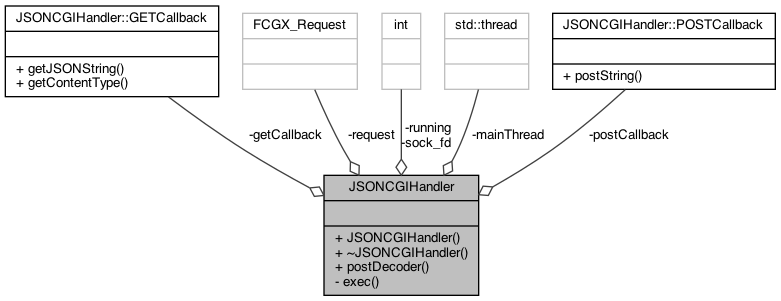 JSONCGIHandler::GETCallback
+ getJSONString()
+ getContentType()
FCGX_Request
int
std::thread
JSONCGIHandler::POSTCallback
+ postString()
-getCallback
-request
-running
-sock_fd
-mainThread
-postCallback
JSONCGIHandler
+ JSONCGIHandler()
+ ~JSONCGIHandler()
+ postDecoder()
- exec()